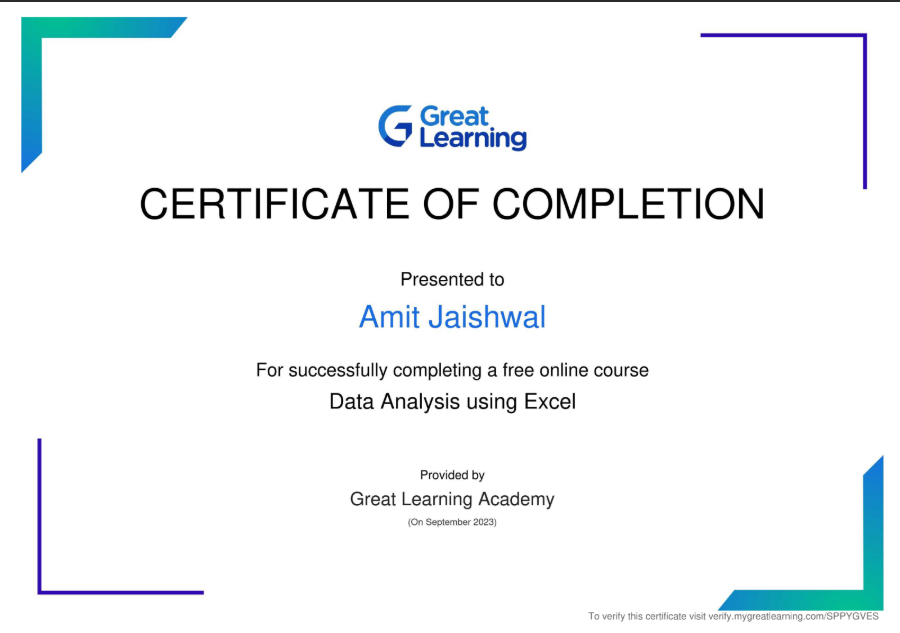 Great
Learning
CERTIFICATE OF COMPLETION
Presented to
Amit Jaishwal
For successfully completing a free online course
Data Analysis using Excel
Provided by
Great Learning Academy
(On September 2023)
To verify this certificate visit verify.mygreatlearning.com/SPPYGVES